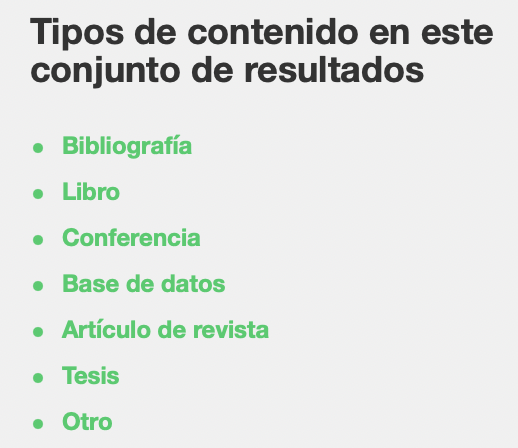 Tipos de contenido en este
conjunto de resultados
Bibliografía
Libro
Conferencia
Base de datos
Artículo de revista
Tesis
Otro